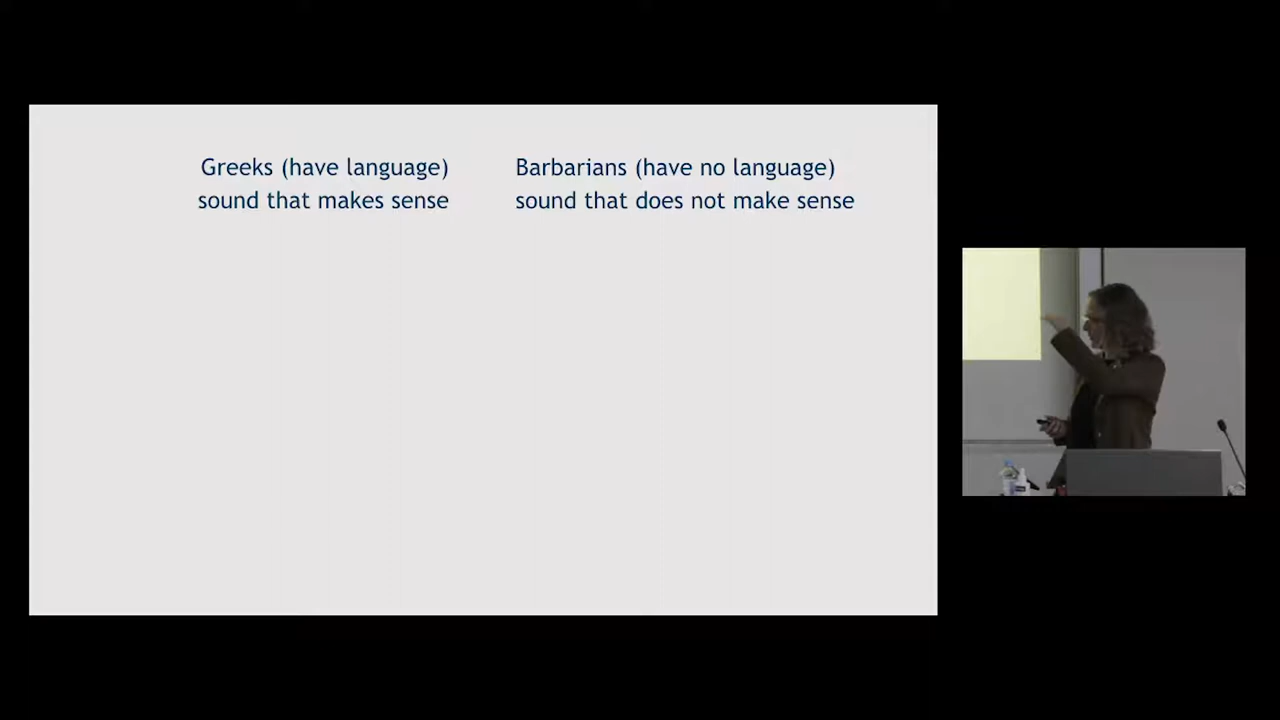 Greeks (have language)
sound that makes sense
Barbarians (have no language)
sound that does not make sense